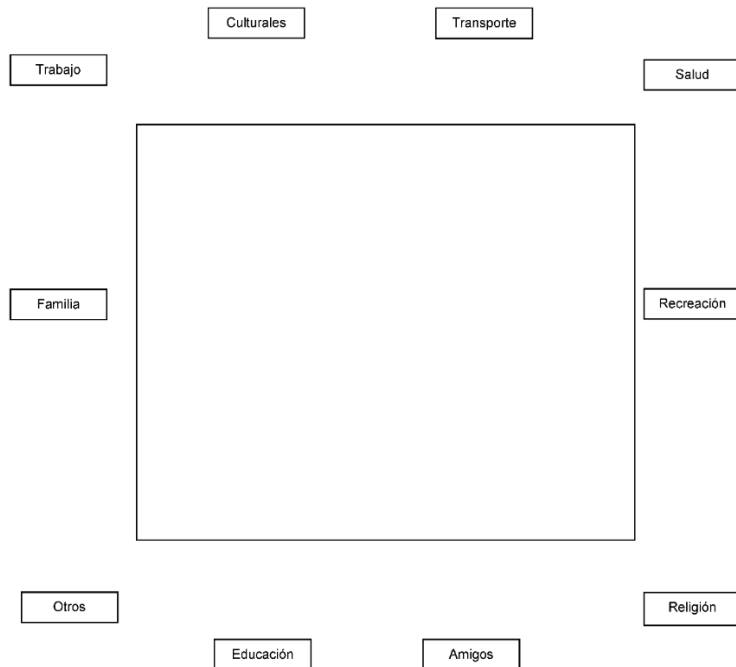 Culturales
Transporte
Trabajo
Salud
Familia
Recreación
Otros
Religión
Educación
Amigos